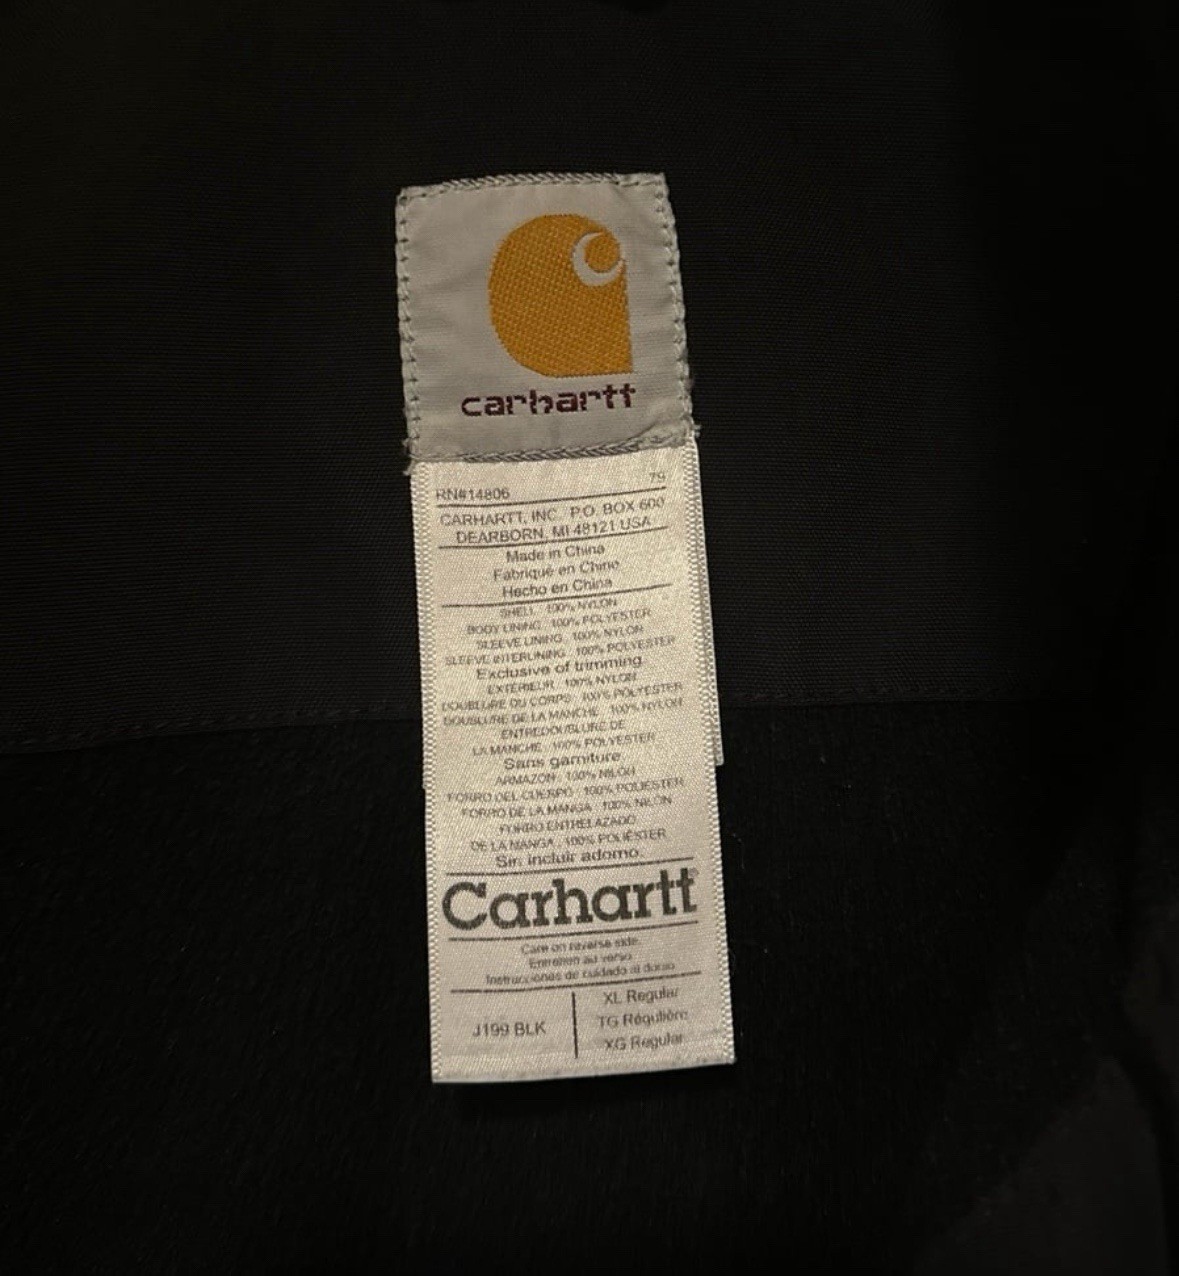 carhartt
RN#14806 79
CARHARTT, INC. P.O. BOX 600
DEARBORN, MI 48121 USA
Made in China
Fabriqué en Chine
Hecho en China
SHELL: 100% NYLON
BODY LINING: 100% POLYESTER
SLEEVE LINING: 100% NYLON
SLEEVE INTERLINING: 100% POLYESTER
Exclusive of trimming
EXTÉRIEUR: 100% NYLON
DOUBLURE DU CORPS: 100% POLYESTER
DOUBLURE DE LA MANCHE: 100% NYLON
ENTREDOUBLURE DE
LA MANCHE: 100% POLYESTER
Sans garniture
ARMAZÓN: 100% NILÓN
FORRO DEL CUERPO: 100% POLIÉSTER
FORRO DE LA MANGA: 100% NILÓN
FORRO ENTRELAZADO
DE LA MANGA: 100% POLIÉSTER
Sin incluir adorno.
Carhartt
Care on reverse side.
Entretien au verso
Instrucciones de cuidado al dorso
J199 BLK
XL Regular
TG Régulière
XG Regular